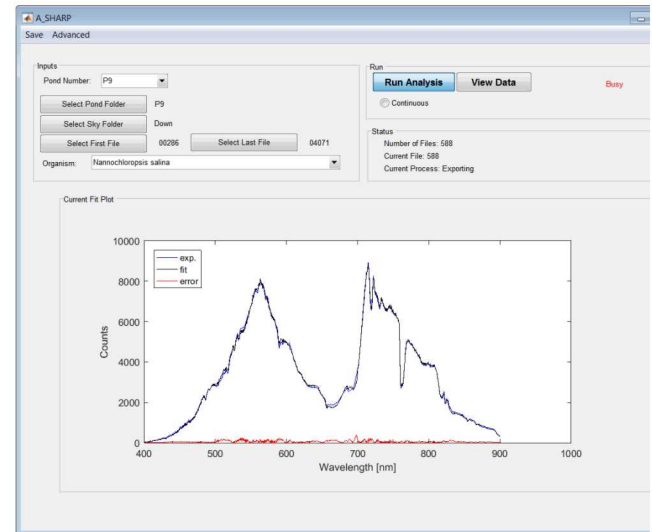 A_SHARP
Save Advanced
Inputs
Pond Number: P9
Select Pond Folder P9
Select Sky Folder Down
Select First File 00286 Select Last File 04071
Organism: Nannochloropsis salina
Run
Run Analysis View Data Busy
Continuous
Status
Number of Files: 588
Current File: 588
Current Process: Exporting
Current Fit Plot
exp.
fit
error
Counts
10000
8000
6000
4000
2000
0
400 500 600 700 800 900 1000
Wavelength [nm]